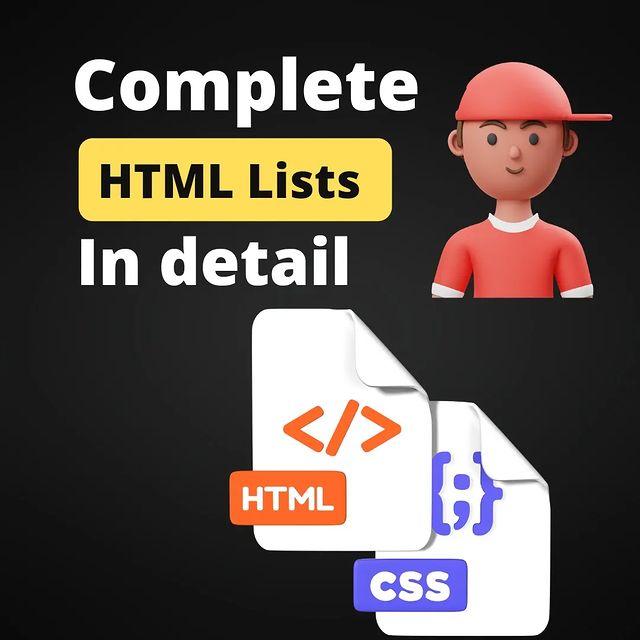 Complete
HTML Lists
In detail
</>
HTML
{;}
CSS